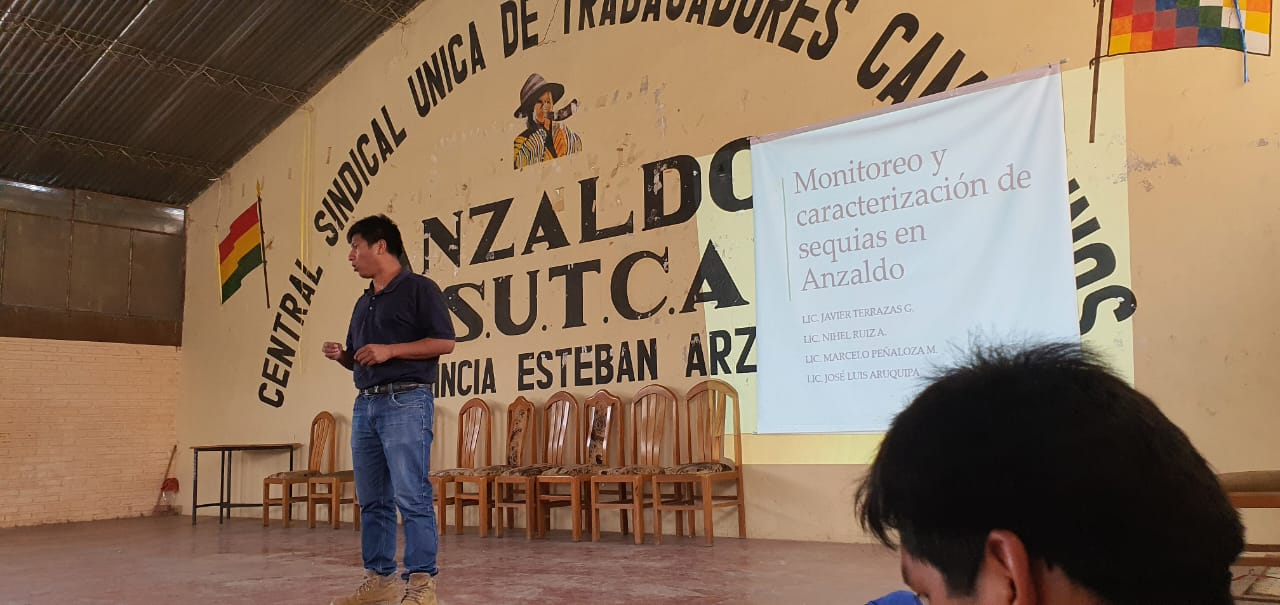 CENTRAL SINDICAL UNICA DE TRABAJADORES
ANZALDO
S.U.T.C.A
ESTEBAN ARZ
Monitoreo y
caracterización de
sequias en
Anzaldo
LIC. JAVIER TERRAZAS G.
LIC. NIHEL RUIZ A.
LIC. MARCELO PEÑALOZA M.
LIC. JOSÉ LUIS ARUQUIPA